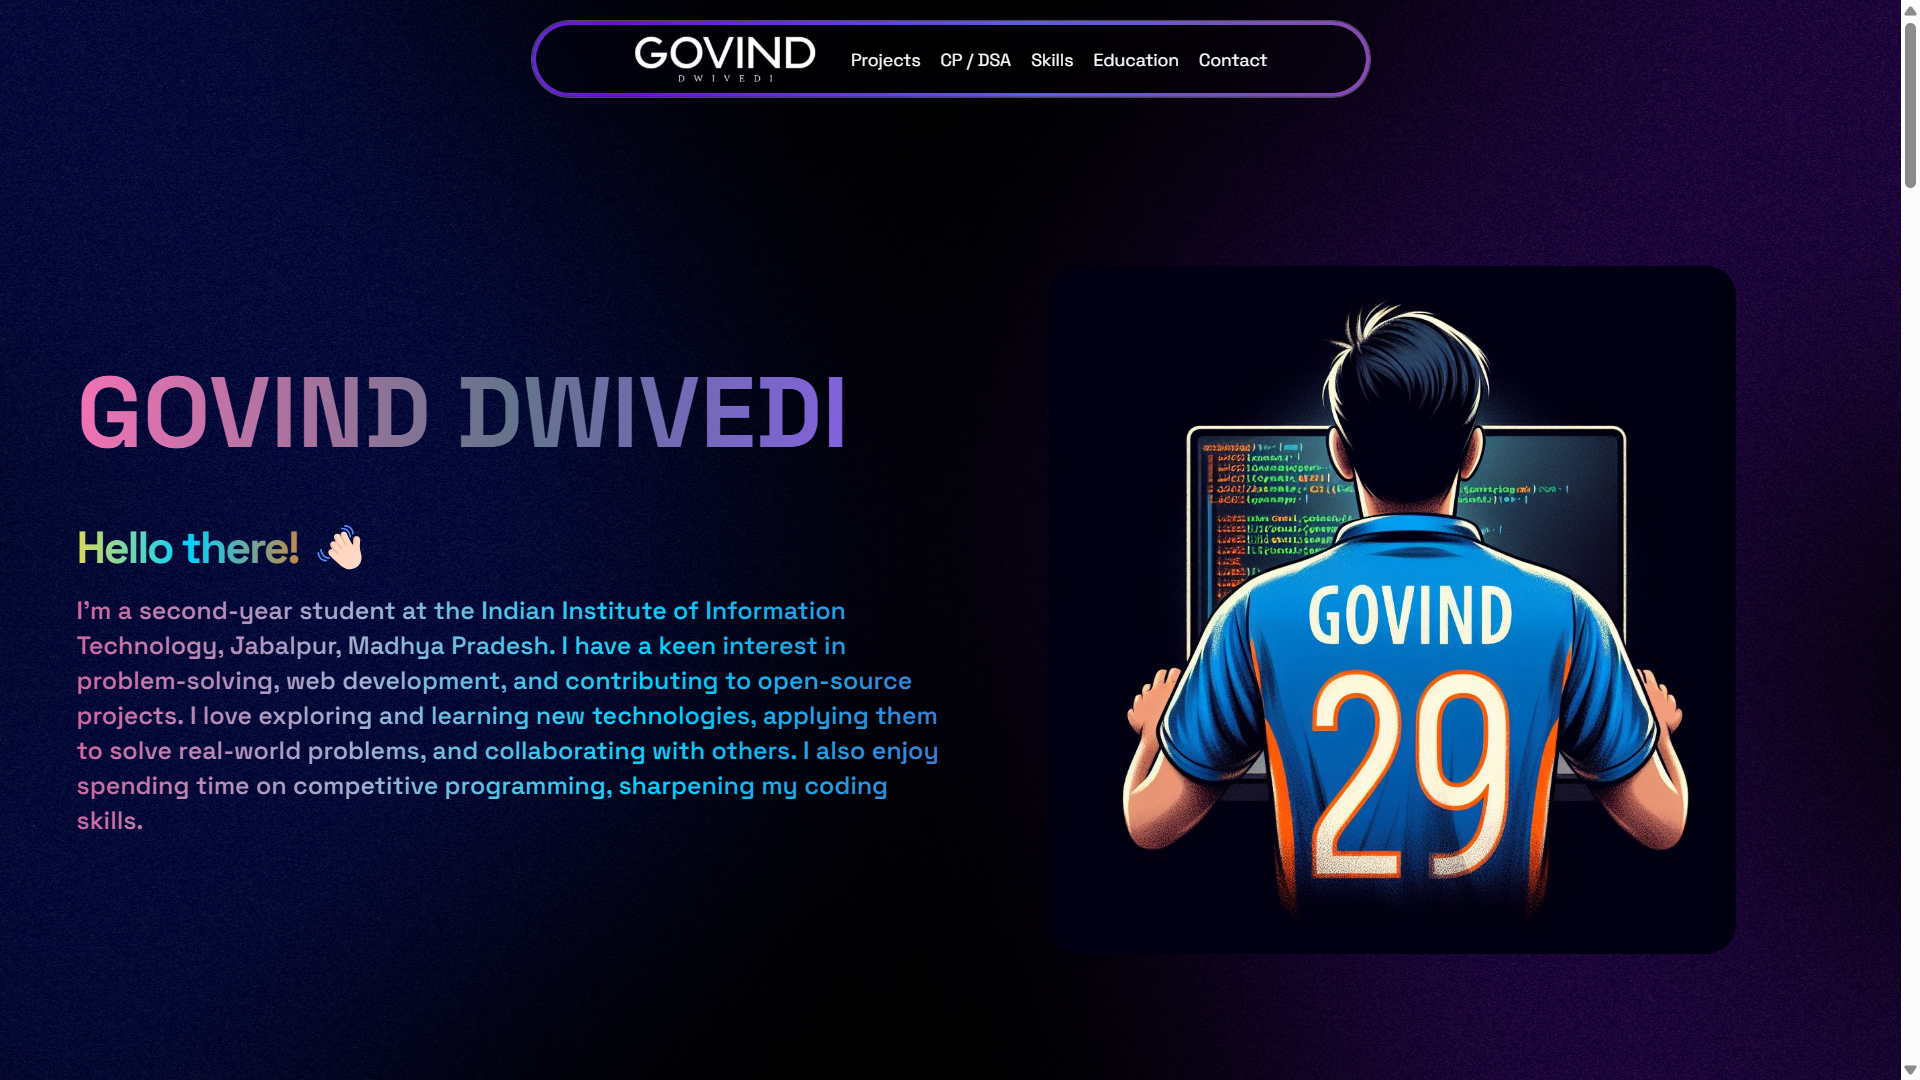 GOVIND
DWIVEDI
Projects CP / DSA Skills Education Contact
GOVIND DWIVEDI
Hello there!
I'm a second-year student at the Indian Institute of Information
Technology, Jabalpur, Madhya Pradesh. I have a keen interest in
problem-solving, web development, and contributing to open-source
projects. I love exploring and learning new technologies, applying them
to solve real-world problems, and collaborating with others. I also enjoy
spending time on competitive programming, sharpening my coding
skills.
GOVIND
29